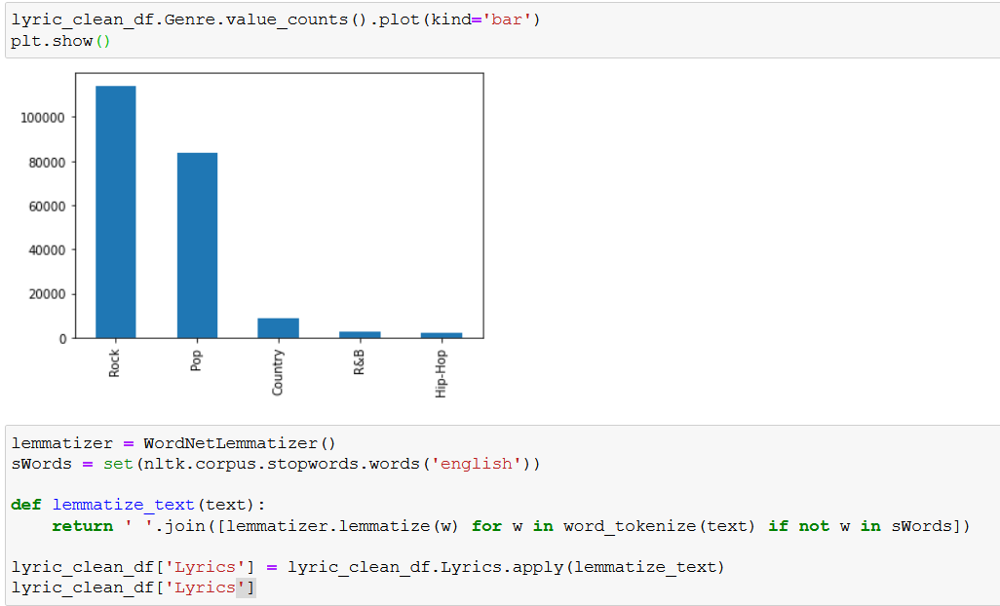 lyric_clean_df.Genre.value_counts().plot(kind='bar')
plt.show()
100000
80000
60000
40000
20000
0
Rock
Pop
Country
R&B
Hip-Hop
lemmatizer = WordNetLemmatizer()
sWords = set(nltk.corpus.stopwords.words('english'))
def lemmatize_text(text):
    return ' '.join([lemmatizer.lemmatize(w) for w in word_tokenize(text) if not w in sWords])
lyric_clean_df['Lyrics'] = lyric_clean_df.Lyrics.apply(lemmatize_text)
lyric_clean_df['Lyrics']